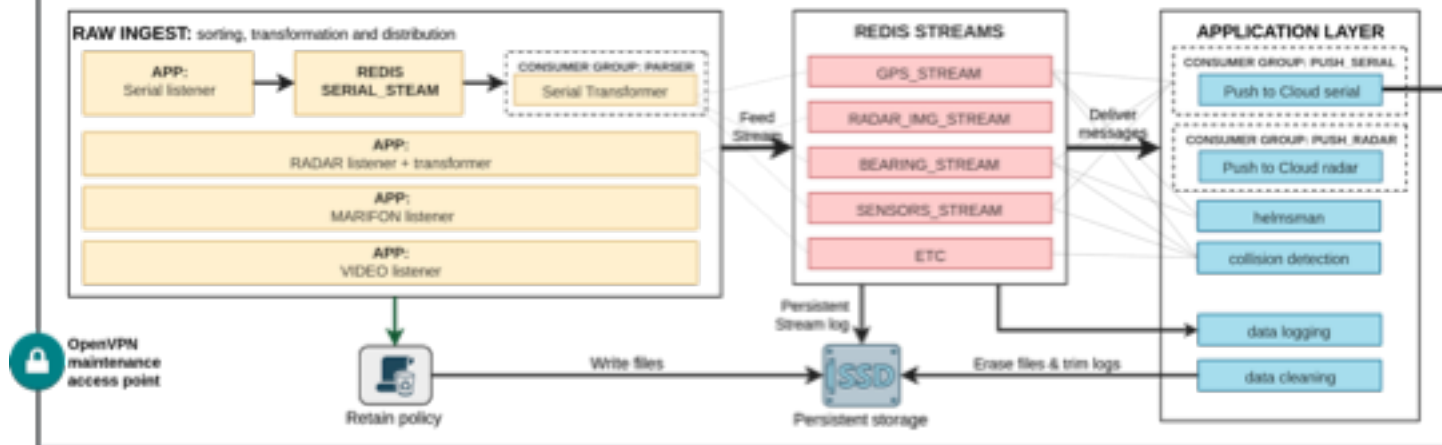 RAW INGEST: sorting, transformation and distribution
APP:
Serial listener
REDIS
SERIAL_STEAM
CONSUMER GROUP: PARSER
Serial Transformer
APP:
RADAR listener + transformer
APP:
MARIFON listener
APP:
VIDEO listener
Feed
Stream
REDIS STREAMS
GPS_STREAM
RADAR_IMG_STREAM
BEARING_STREAM
SENSORS_STREAM
ETC
Deliver
messages
APPLICATION LAYER
CONSUMER GROUP: PUSH_SERIAL
Push to Cloud serial
CONSUMER GROUP: PUSH_RADAR
Push to Cloud radar
helmsman
collision detection
data logging
data cleaning
Persistent
Stream log
OpenVPN
maintenance
access point
Retain policy
Write files
SSD
Persistent storage
Erase files & trim logs